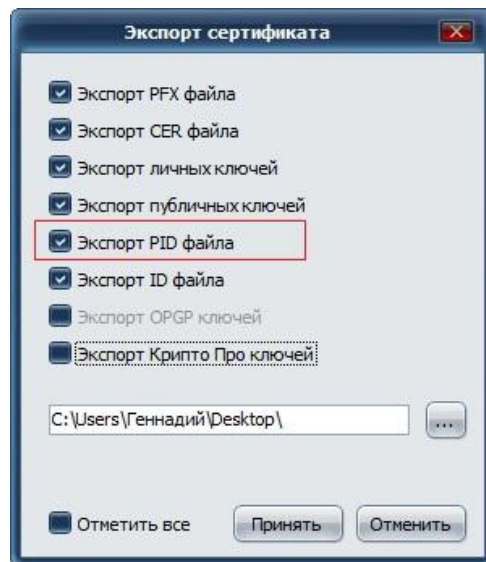 Экспорт сертификата
Экспорт PFX файла
Экспорт CER файла
Экспорт личных ключей
Экспорт публичных ключей
Экспорт PID файла
Экспорт ID файла
Экспорт OPGP ключей
Экспорт Крипто Про ключей
C:\Users\Геннадий\Desktop\
...
Отметить все Принять Отменить